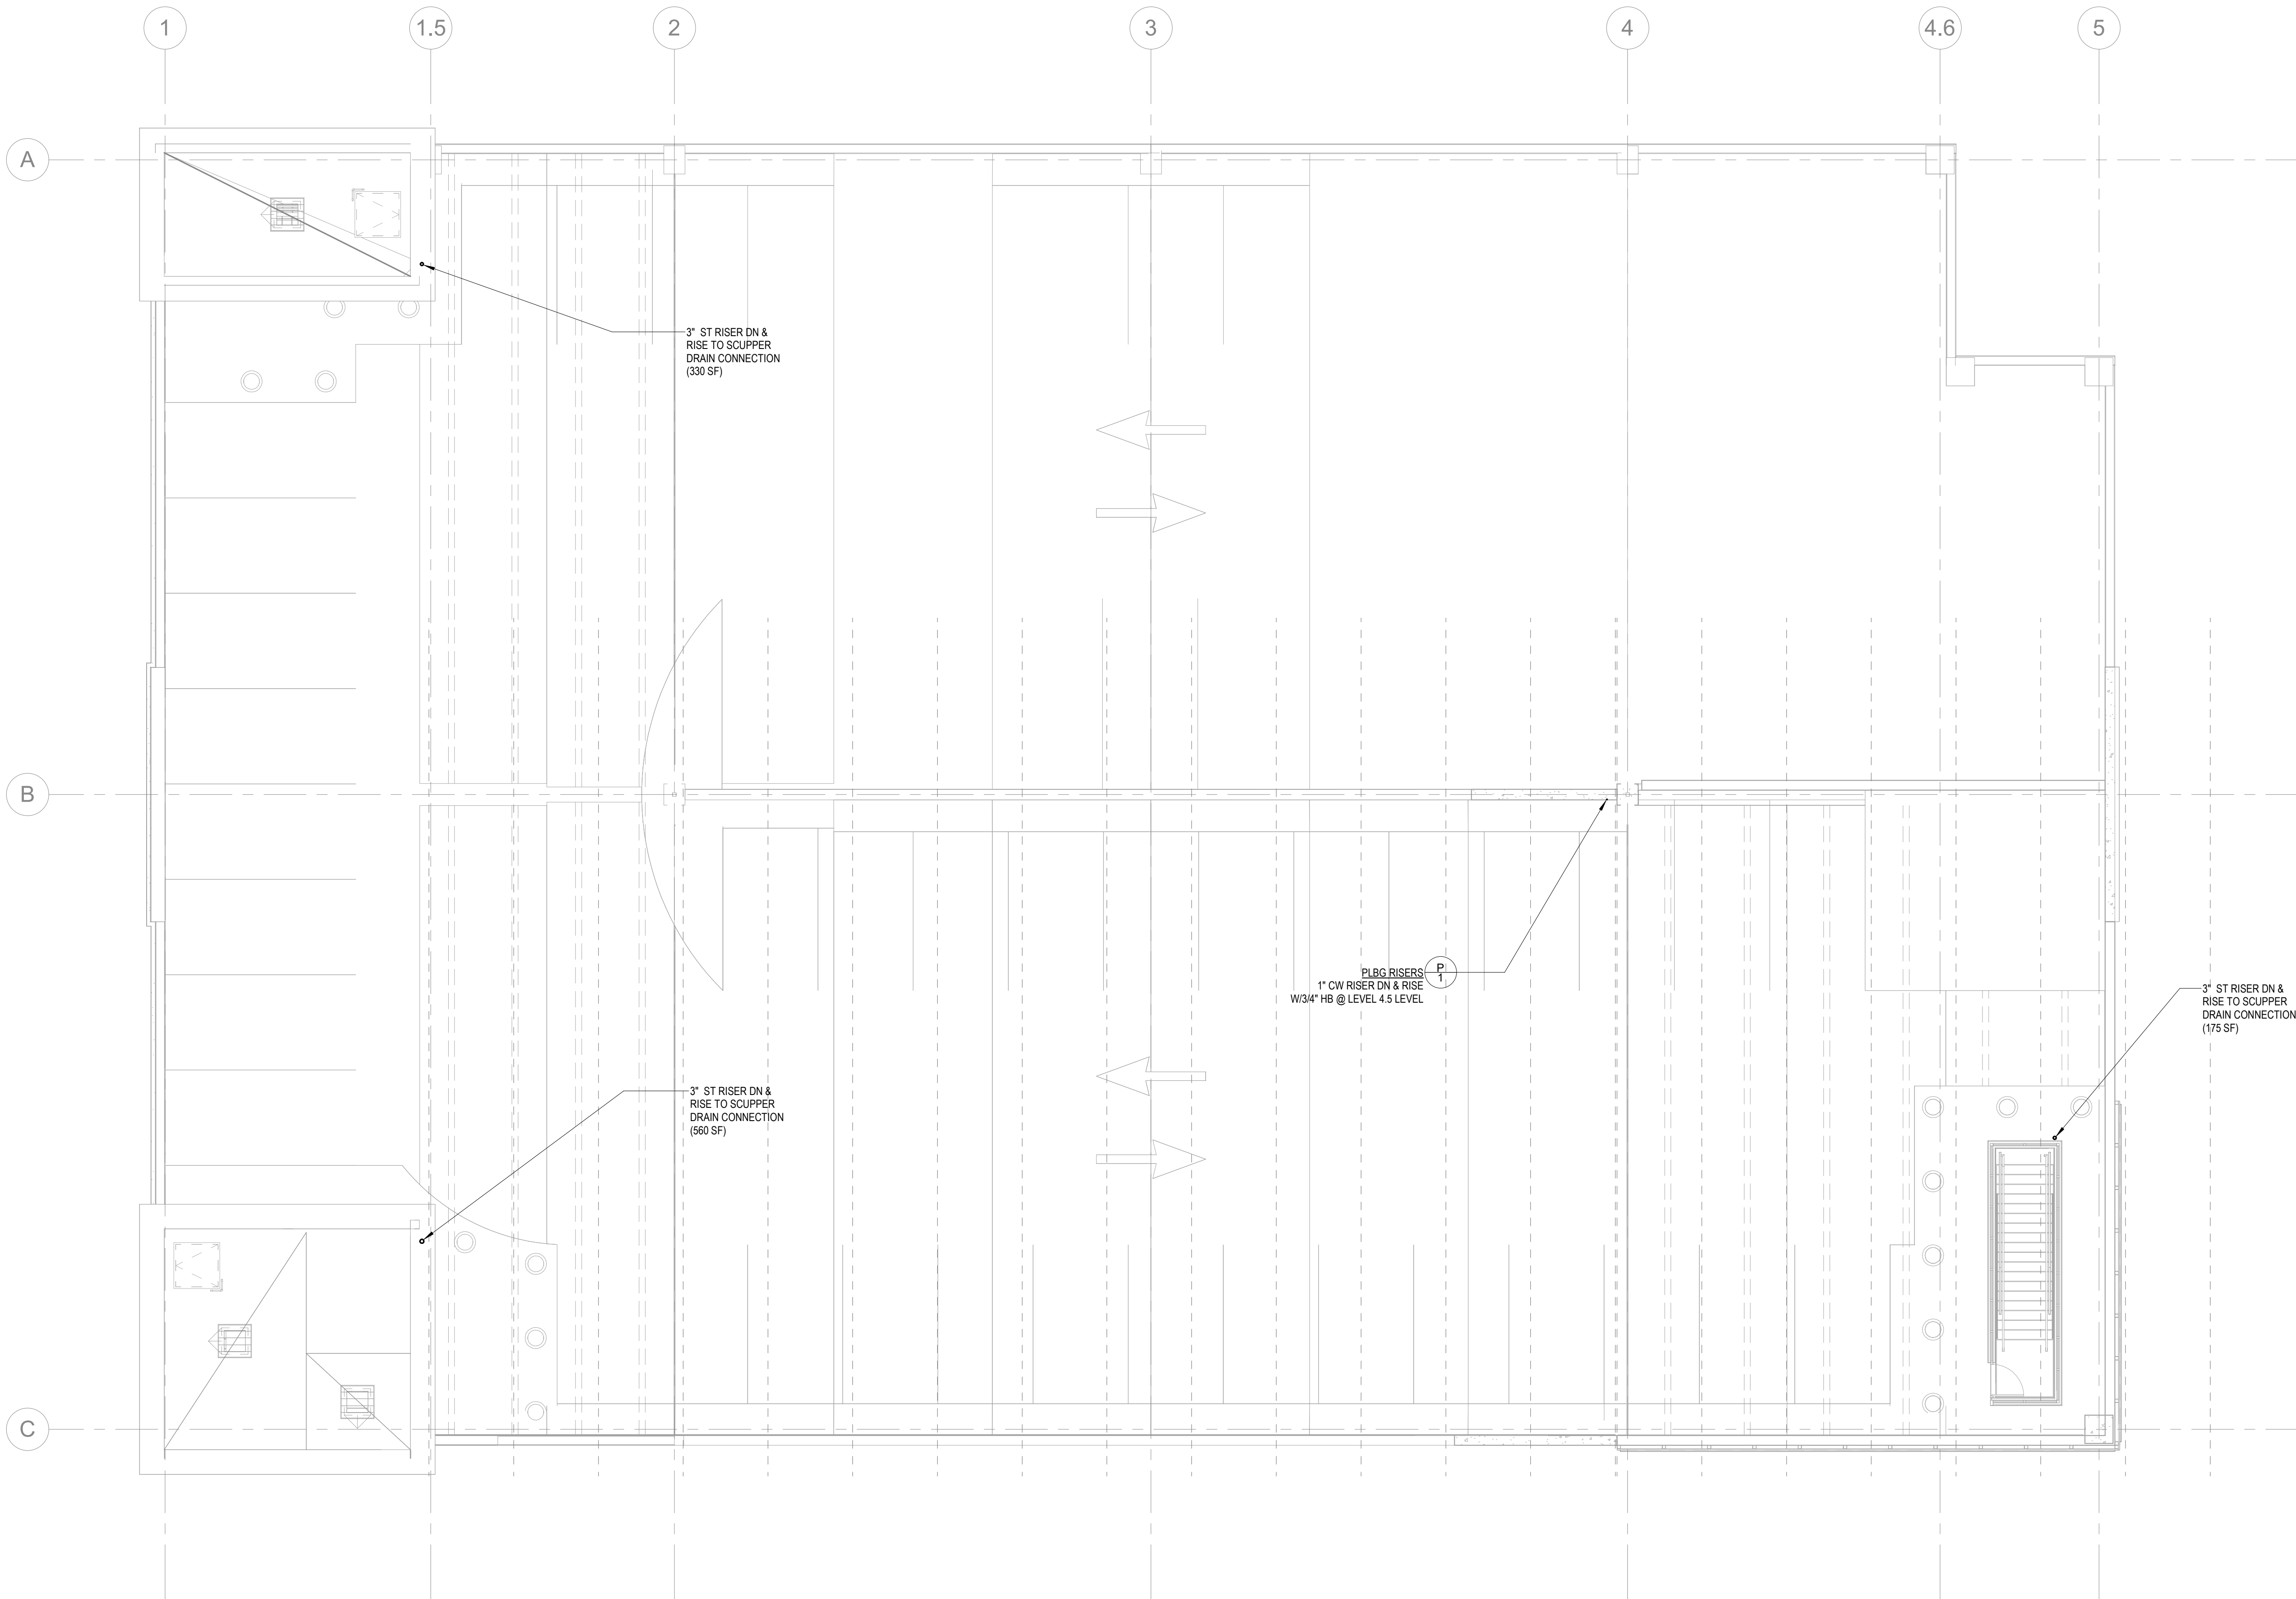 1
1.5
2
3
4
4.6
5
A
B
C
3" ST RISER DN &
RISE TO SCUPPER
DRAIN CONNECTION
(330 SF)
PLBG RISERS
1" CW RISER DN & RISE
W/3/4" HB @ LEVEL 4.5 LEVEL
P
1
3" ST RISER DN &
RISE TO SCUPPER
DRAIN CONNECTION
(175 SF)
3" ST RISER DN &
RISE TO SCUPPER
DRAIN CONNECTION
(560 SF)